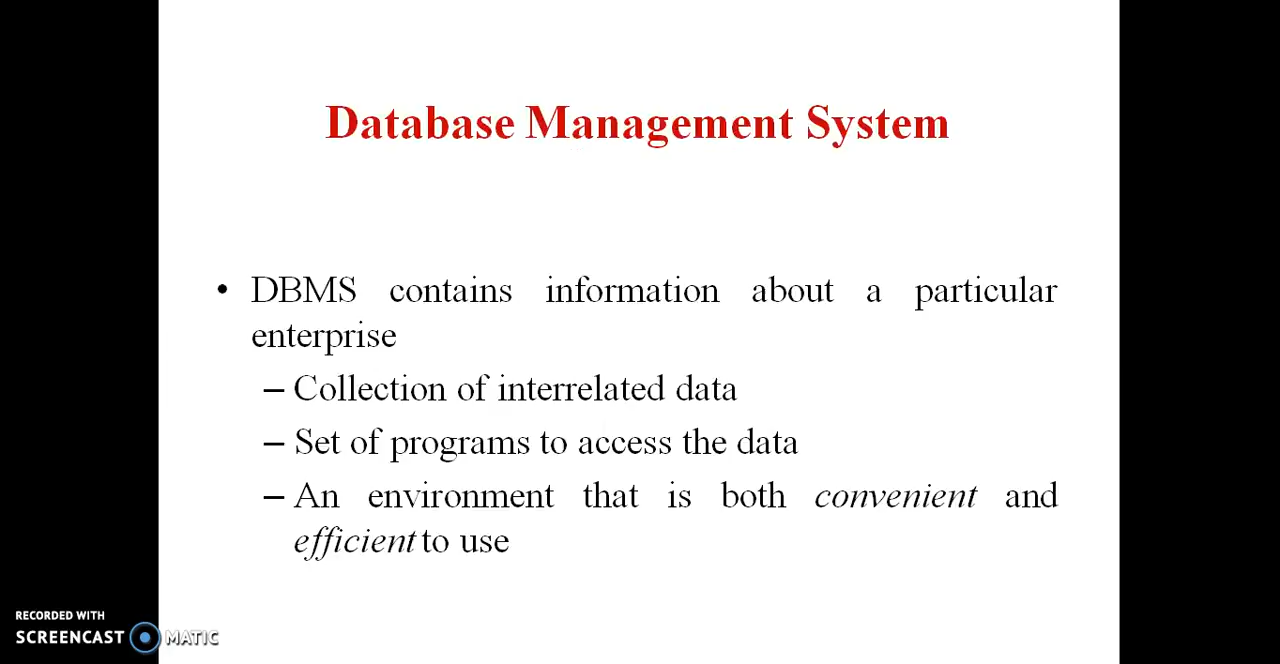 Database Management System
• DBMS contains information about a particular
enterprise
– Collection of interrelated data
– Set of programs to access the data
– An environment that is both convenient and
efficient to use
RECORDED WITH
SCREENCAST MATIC